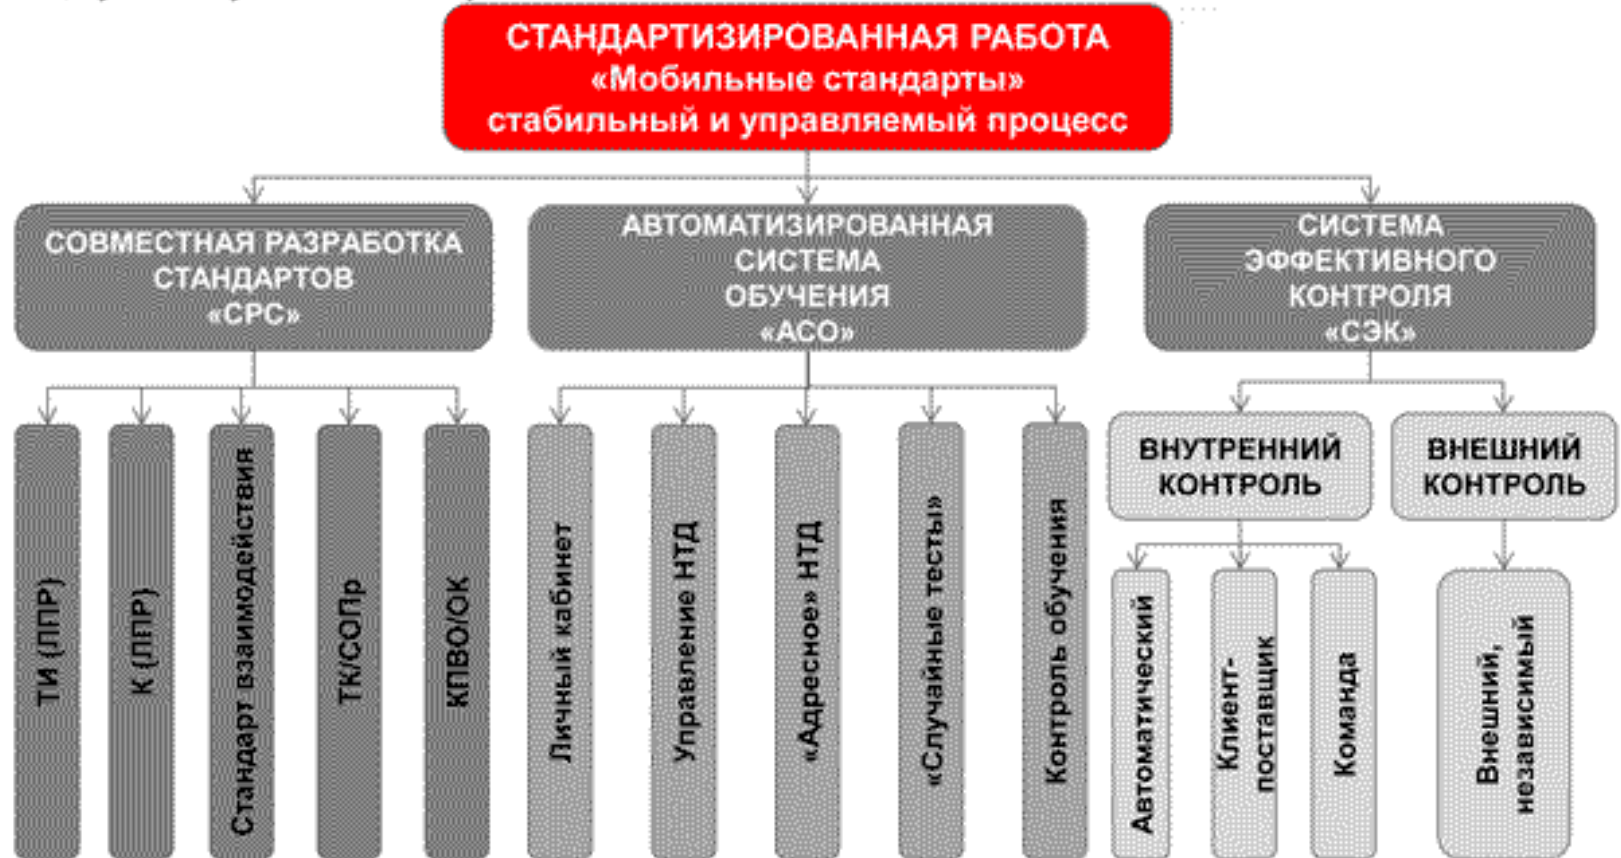 СТАНДАРТИЗИРОВАННАЯ РАБОТА
«Мобильные стандарты»
стабильный и управляемый процесс
СОВМЕСТНАЯ РАЗРАБОТКА
СТАНДАРТОВ
«СРС»
АВТОМАТИЗИРОВАННАЯ
СИСТЕМА
ОБУЧЕНИЯ
«АСО»
СИСТЕМА
ЭФФЕКТИВНОГО
КОНТРОЛЯ
«СЭК»
ТИ (ЛПР)
К (ЛПР)
Стандарт взаимодействия
ТК/СОПр
КПВО/ОК
Личный кабинет
Управление НТД
«Адресное» НТД
«Случайные тесты»
Контроль обучения
ВНУТРЕННИЙ
КОНТРОЛЬ
ВНЕШНИЙ
КОНТРОЛЬ
Автоматический
Клиент-
поставщик
Команда
Внешний,
независимый